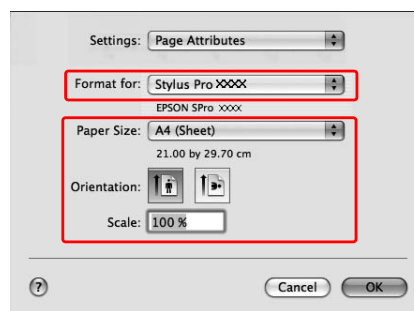 Settings: Page Attributes
Format for: Stylus Pro XXXX
EPSON SPro XXXX
Paper Size: A4 (Sheet)
21.00 by 29.70 cm
Orientation:
Scale: 100 %
? Cancel OK